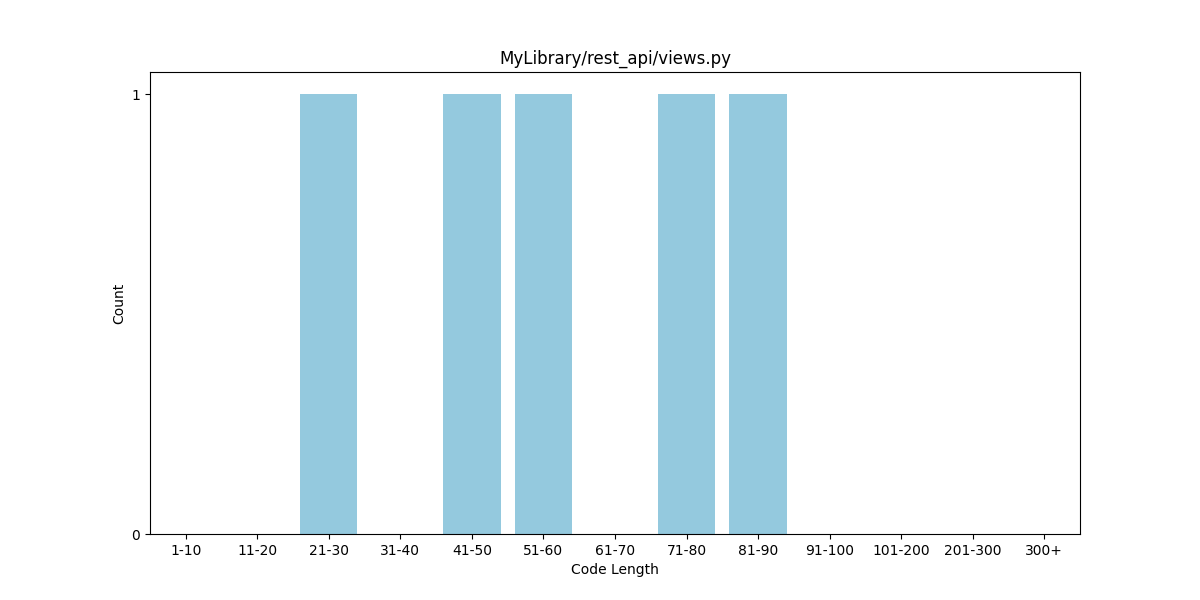 MyLibrary/rest_api/views.py
1
Count
0
1-10 11-20 21-30 31-40 41-50 51-60 61-70 71-80 81-90 91-100 101-200 201-300 300+
Code Length